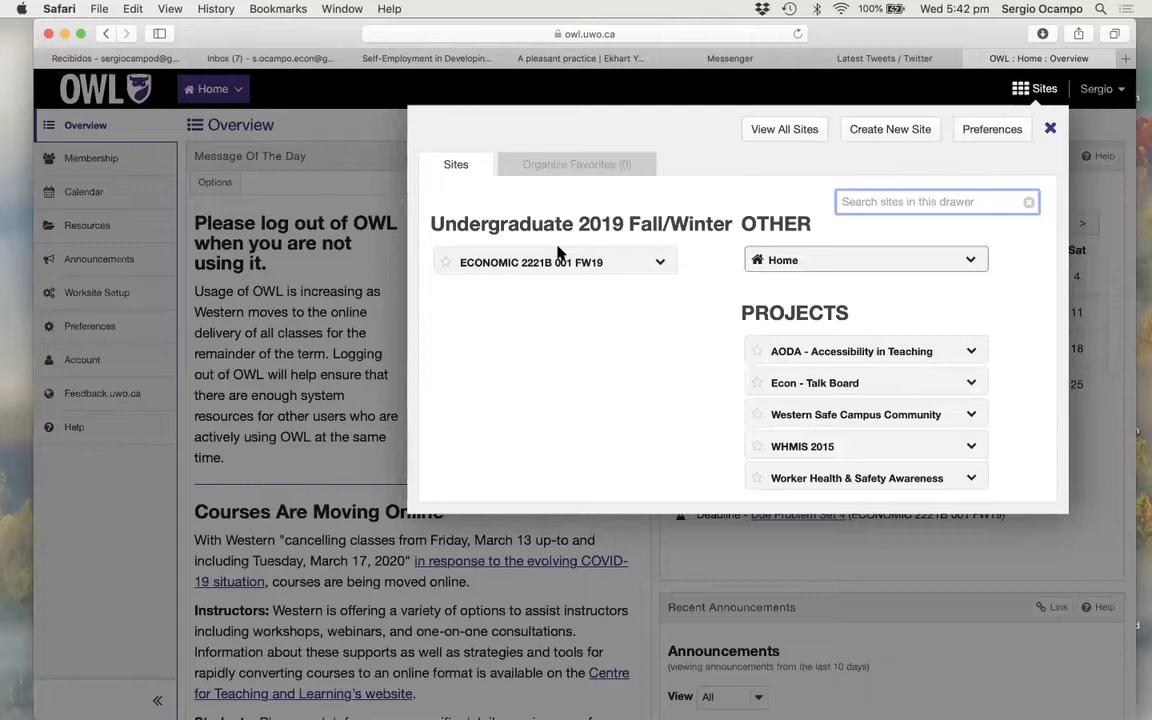 Safari File Edit View History Bookmarks Window Help 100% Wed 5:42 pm Sergio Ocampo
owl.uwo.ca
Recibidos - sergiocampod@g... Inbox (7) - s.ocampo.econ@g... Self-Employment in Developin... A pleasant practice | Ekhart Y... Messenger Latest Tweets / Twitter OWL : Home : Overview
OWL Home Sites Sergio
Overview
Membership
Calendar
Resources
Announcements
Worksite Setup
Preferences
Account
Feedback.uwo.ca
Help
Overview
Message Of The Day
Options
Please log out of OWL
when you are not
using it.
Usage of OWL is increasing as
Western moves to the online
delivery of all classes for the
remainder of the term. Logging
out of OWL will help ensure that
there are enough system
resources for other users who are
actively using OWL at the same
time.
Courses Are Moving
With Western "cancelling classes from Friday, March 13 up-to and
including Tuesday, March 17, 2020" in response to the evolving COVID-
19 situation, courses are being moved online.
Instructors: Western is offering a variety of options to assist instructors
including workshops, webinars, and one-on-one consultations.
Information about these supports as well as strategies and tools for
rapidly converting courses to an online format is available on the Centre
for Teaching and Learning's website.
View All Sites Create New Site Preferences
Sites Organize Favorites (0)
Search sites in this drawer
Undergraduate 2019 Fall/Winter
ECONOMIC 2221B 001 FW19
OTHER
Home
PROJECTS
AODA - Accessibility in Teaching
Econ - Talk Board
Western Safe Campus Community
WHMIS 2015
Worker Health & Safety Awareness
Help
>
Sat
4
11
18
25
Deadline - Due Problem Set 4 (ECONOMIC 2221B 001 FW19)
Recent Announcements Link Help
Announcements
(viewing announcements from the last 10 days)
View All